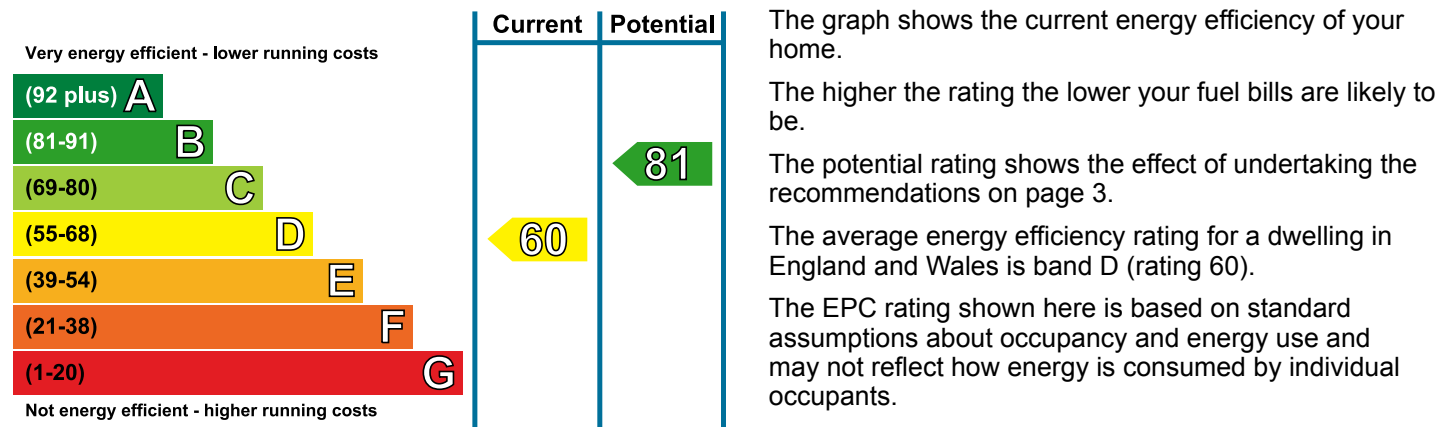 Current Potential
Very energy efficient - lower running costs
(92 plus) A
(81-91) B
(69-80) C
(55-68) D
(39-54) E
(21-38) F
(1-20) G
Not energy efficient - higher running costs
60
81
The graph shows the current energy efficiency of your
home.
The higher the rating the lower your fuel bills are likely to
be.
The potential rating shows the effect of undertaking the
recommendations on page 3.
The average energy efficiency rating for a dwelling in
England and Wales is band D (rating 60).
The EPC rating shown here is based on standard
assumptions about occupancy and energy use and
may not reflect how energy is consumed by individual
occupants.